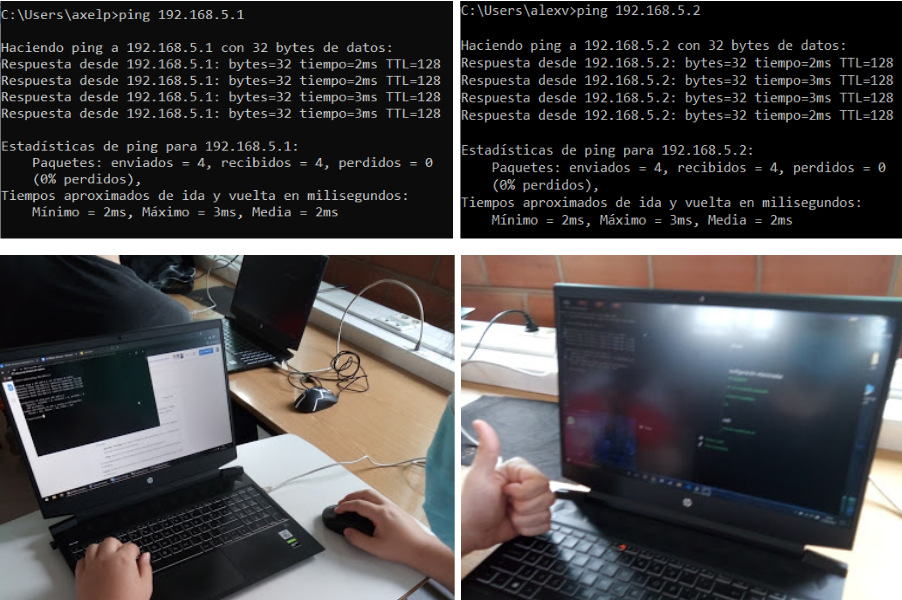 C:\Users\axelp>ping 192.168.5.1
Haciendo ping a 192.168.5.1 con 32 bytes de datos:
Respuesta desde 192.168.5.1: bytes=32 tiempo=2ms TTL=128
Respuesta desde 192.168.5.1: bytes=32 tiempo=2ms TTL=128
Respuesta desde 192.168.5.1: bytes=32 tiempo=3ms TTL=128
Respuesta desde 192.168.5.1: bytes=32 tiempo=3ms TTL=128
Estadísticas de ping para 192.168.5.1:
Paquetes: enviados = 4, recibidos = 4, perdidos = 0
(0% perdidos),
Tiempos aproximados de ida y vuelta en milisegundos:
Mínimo = 2ms, Máximo = 3ms, Media = 2ms
C:\Users\alexv>ping 192.168.5.2
Haciendo ping a 192.168.5.2 con 32 bytes de datos:
Respuesta desde 192.168.5.2: bytes=32 tiempo=2ms TTL=128
Respuesta desde 192.168.5.2: bytes=32 tiempo=3ms TTL=128
Respuesta desde 192.168.5.2: bytes=32 tiempo=3ms TTL=128
Respuesta desde 192.168.5.2: bytes=32 tiempo=2ms TTL=128
Estadísticas de ping para 192.168.5.2:
Paquetes: enviados = 4, recibidos = 4, perdidos = 0
(0% perdidos),
Tiempos aproximados de ida y vuelta en milisegundos:
Mínimo = 2ms, Máximo = 3ms, Media = 2ms
hp
hp